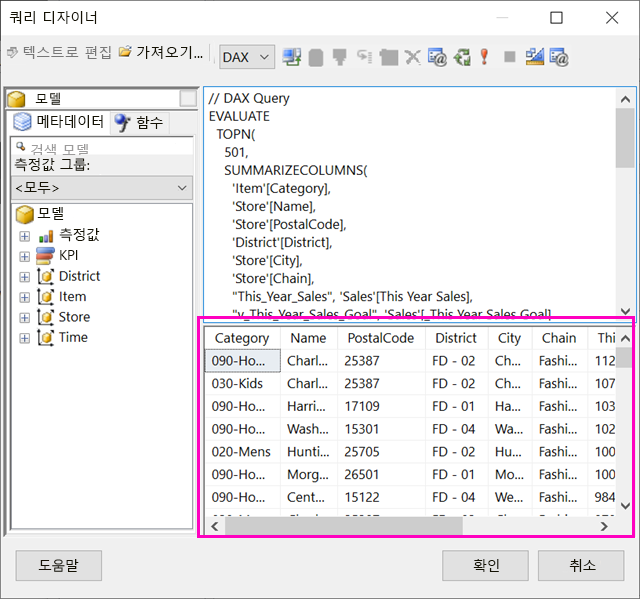 쿼리 디자이너
텍스트로 편집 가져오기... DAX
모델
메타데이터 함수
검색 모델
측정값 그룹:
<모두>
모델
측정값
KPI
District
Item
Store
Time
// DAX Query
EVALUATE
TOPN(
501,
SUMMARIZECOLUMNS(
'Item'[Category],
'Store'[Name],
'Store'[PostalCode],
'District'[District],
'Store'[City],
'Store'[Chain],
"This_Year_Sales", 'Sales'[This Year Sales],
"v_This_Year_Sales_Goal", 'Sales'[_This Year Sales Goal]
Category Name PostalCode District City Chain Thi
090-Ho... Charl... 25387 FD - 02 Ch... Fashi... 112
030-Kids Charl... 25387 FD - 02 Ch... Fashi... 107
090-Ho... Harri... 17109 FD - 01 Ha... Fashi... 103
090-Ho... Wash... 15301 FD - 04 Wa... Fashi... 102
020-Mens Hunti... 25705 FD - 02 Hu... Fashi... 100
090-Ho... Morg... 26501 FD - 01 Mo... Fashi... 100
090-Ho... Cent... 15122 FD - 04 We... Fashi... 984
도움말 확인 취소